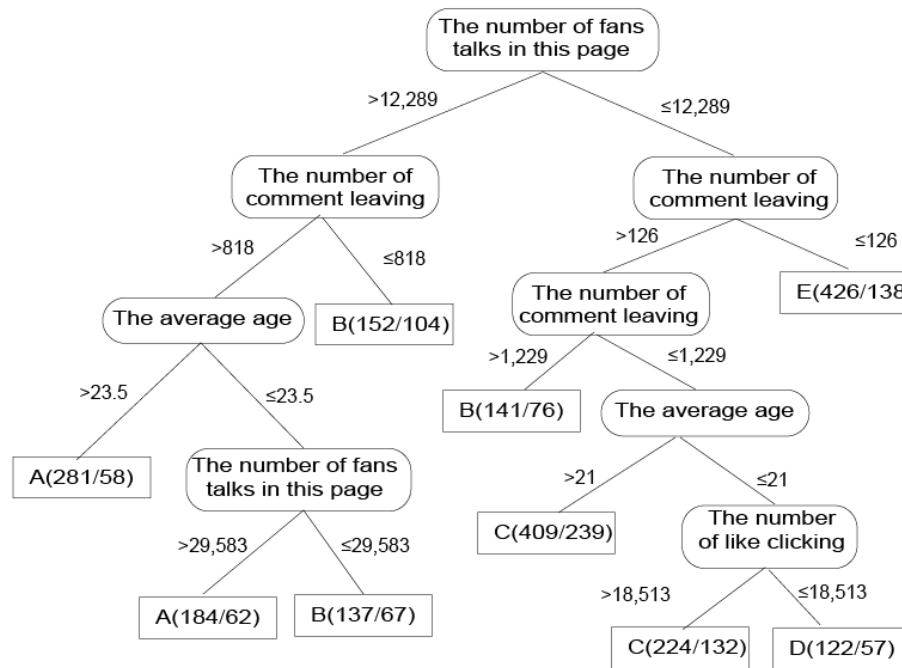 The number of fans
talks in this page
>12,289
≤12,289
The number of
comment leaving
The number of
comment leaving
>818
≤818
>126
≤126
The average age
B(152/104)
The number of
comment leaving
E(426/138
>23.5
≤23.5
>1,229
≤1,229
A(281/58)
The number of fans
talks in this page
B(141/76)
The average age
>21
≤21
>29,583
≤29,583
C(409/239)
The number
of like clicking
A(184/62)
B(137/67)
>18,513
≤18,513
C(224/132)
D(122/57)